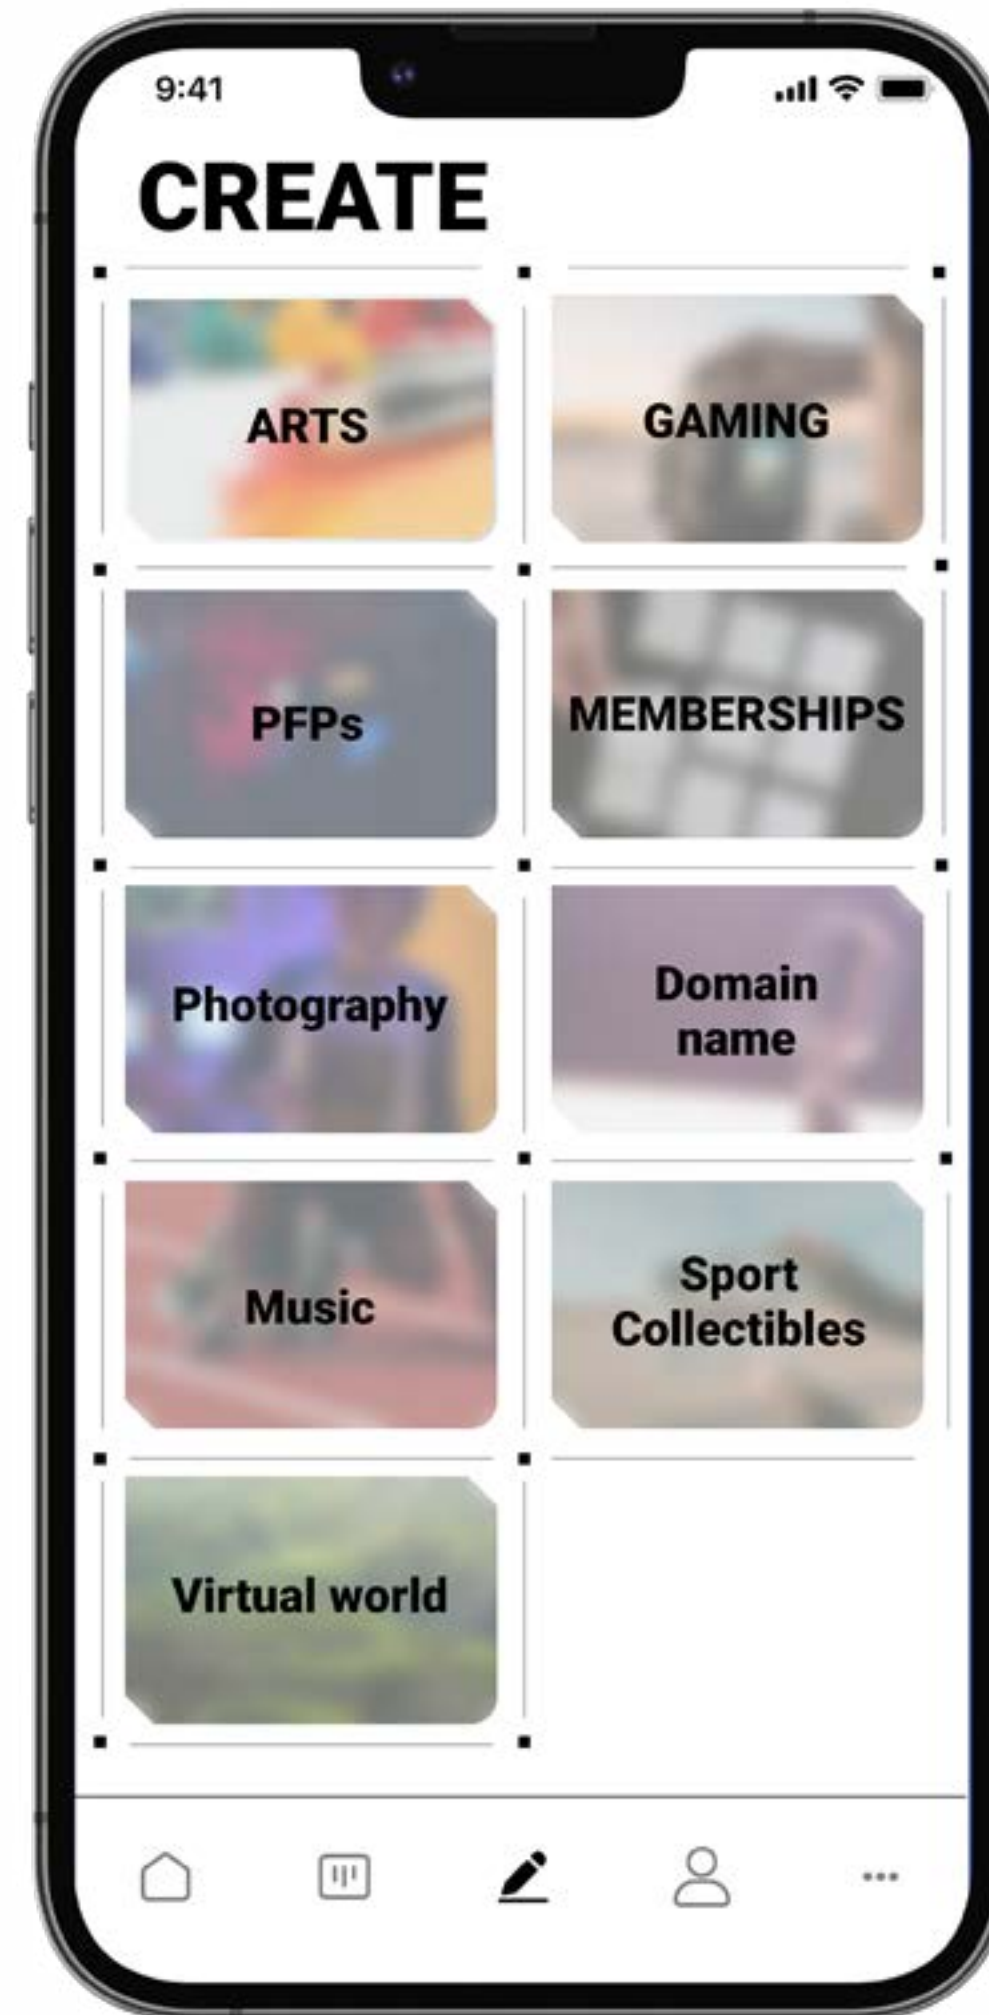 9:41
CREATE
ARTS
GAMING
PFPs
MEMBERSHIPS
Photography
Domain
name
Music
Sport
Collectibles
Virtual world